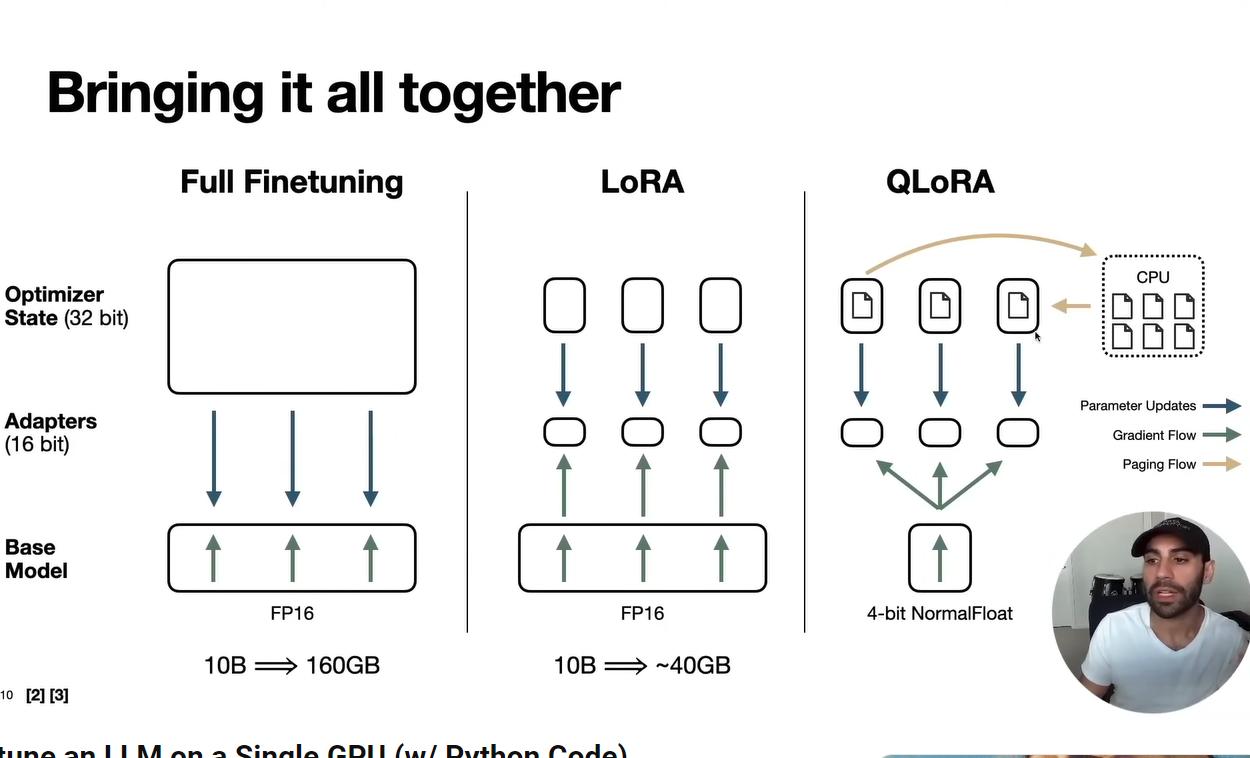 Bringing it all together
Full Finetuning
LoRA
QLoRA
Optimizer
State (32 bit)
CPU
Adapters
(16 bit)
Parameter Updates
Gradient Flow
Paging Flow
Base
Model
FP16
FP16
4-bit NormalFloat
10B ⟹ 160GB
10B ⟹ ~40GB
10 [2] [3]
tune an LLM on a Single GPU (w/ Python Code)